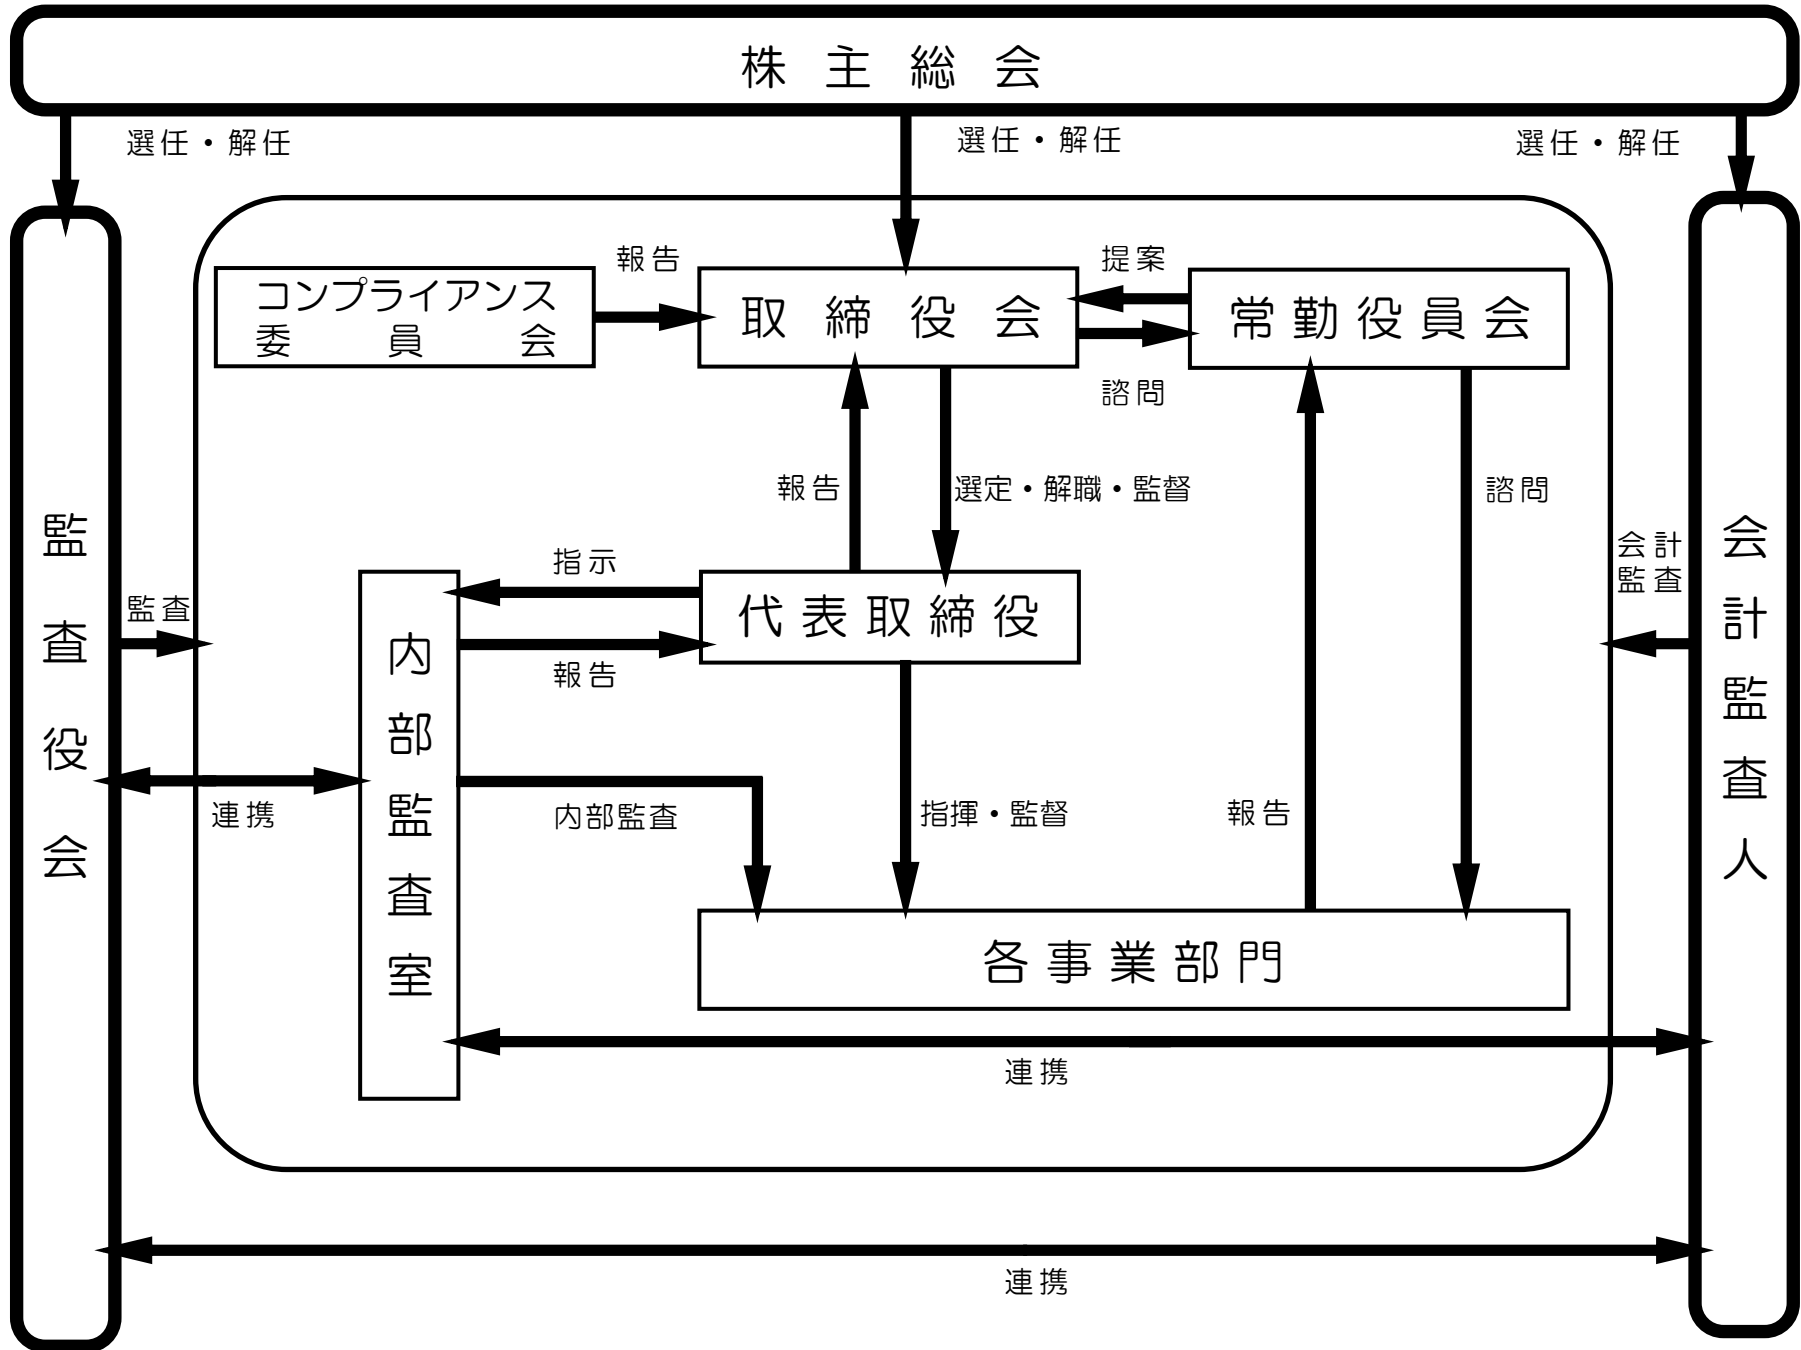 株主総会
選任・解任
選任・解任
選任・解任
報告
提案
コンプライアンス
委員会
取締役会
常勤役員会
諮問
報告
選定・解職・監督
諮問
監査役会
会計監査人
会計
監査
指示
監査
代表取締役
報告
内部監査室
連携
内部監査
指揮・監督
報告
各事業部門
連携
連携